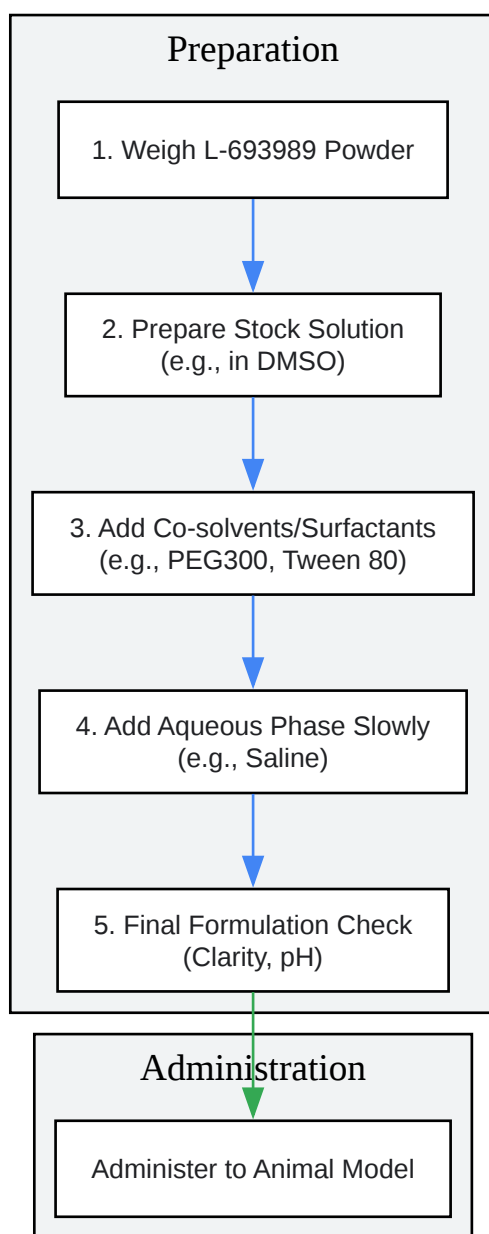 Preparation
1. Weigh L-693989 Powder
2. Prepare Stock Solution
(e.g., in DMSO)
3. Add Co-solvents/Surfactants
(e.g., PEG300, Tween 80)
4. Add Aqueous Phase Slowly
(e.g., Saline)
5. Final Formulation Check
(Clarity, pH)
Administration
Administer to Animal Model